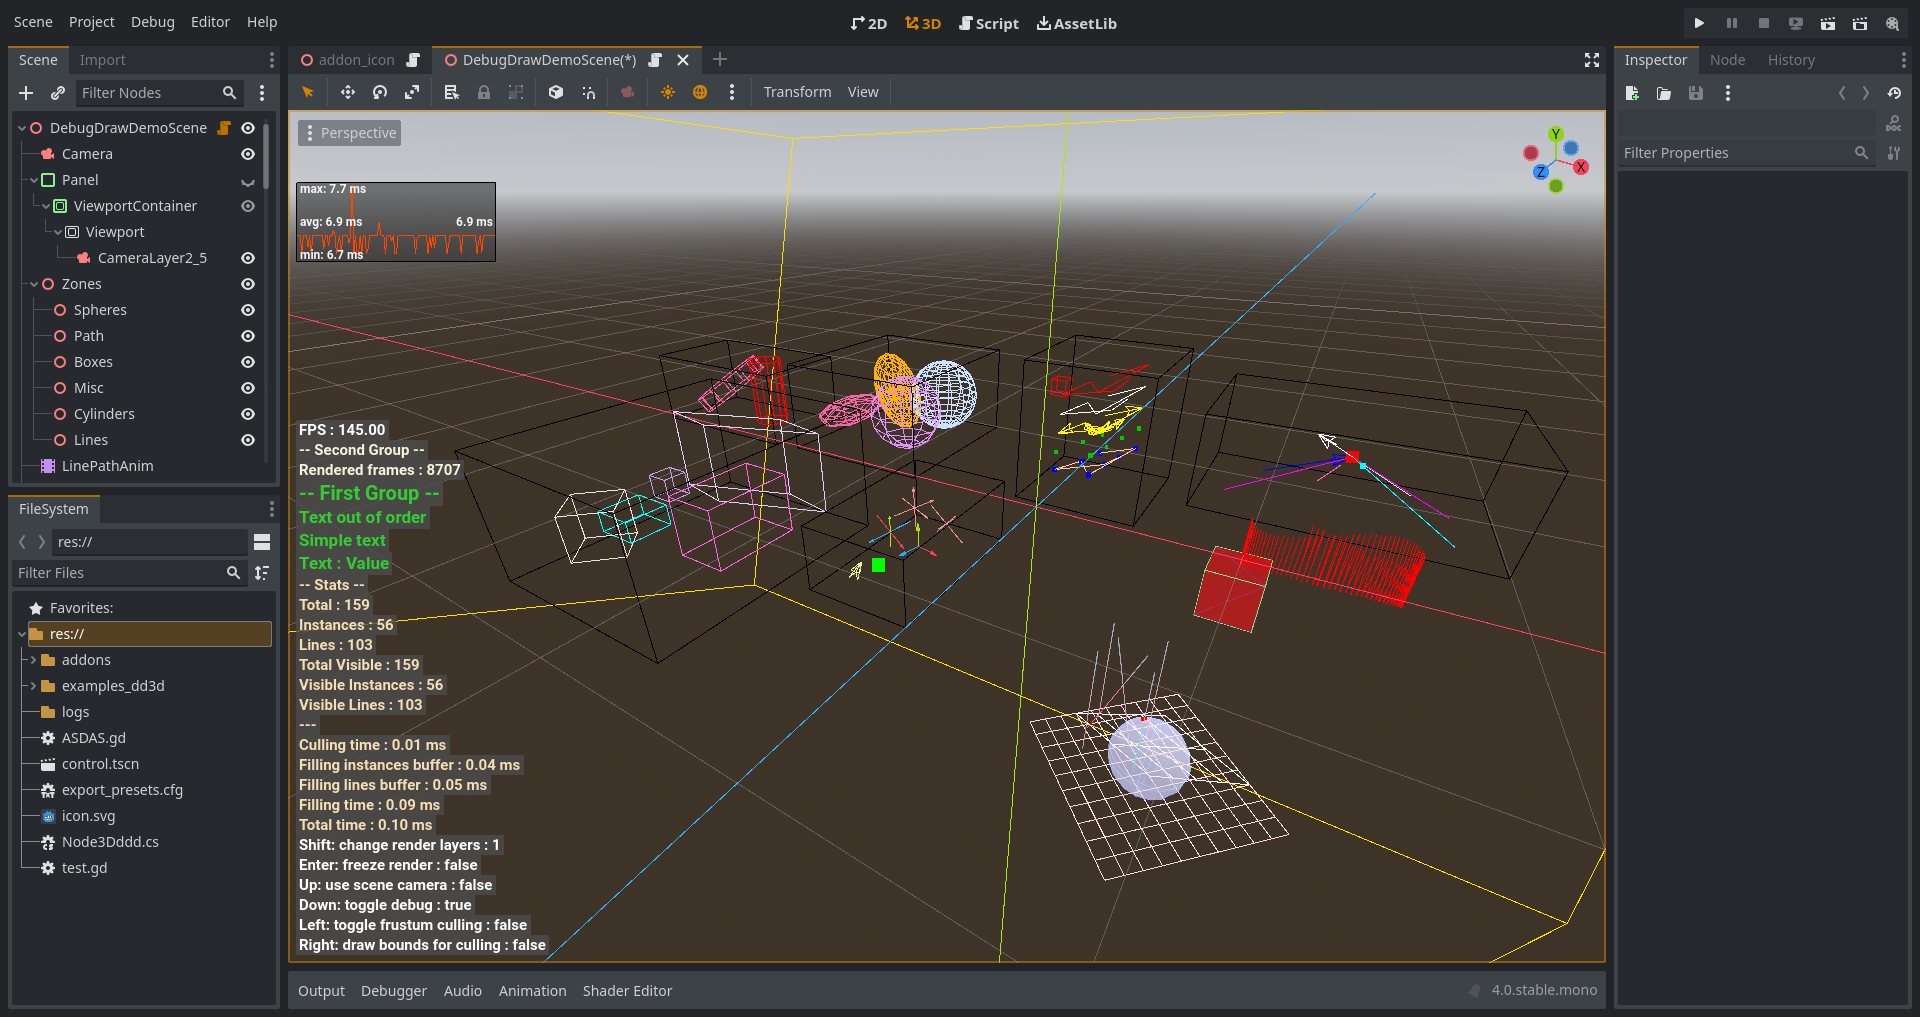 Scene Project Debug Editor Help
2D 3D Script AssetLib
Scene Import
Filter Nodes
DebugDrawDemoScene
Camera
Panel
ViewportContainer
Viewport
CameraLayer2_5
Zones
Spheres
Path
Boxes
Misc
Cylinders
Lines
LinePathAnim
FileSystem
res://
Filter Files
Favorites:
res://
addons
examples_dd3d
logs
ASDAS.gd
control.tscn
export_presets.cfg
icon.svg
Node3Dddd.cs
test.gd
addon_icon DebugDrawDemoScene(*)
Transform View
Perspective
max: 7.7 ms
avg: 6.9 ms 6.9 ms
min: 6.7 ms
Y
X
Z
FPS : 145.00
-- Second Group --
Rendered frames : 8707
-- First Group --
Text out of order
Simple text
Text : Value
-- Stats --
Total : 159
Instances : 56
Lines : 103
Total Visible : 159
Visible Instances : 56
Visible Lines : 103
---
Culling time : 0.01 ms
Filling instances buffer : 0.04 ms
Filling lines buffer : 0.05 ms
Filling time : 0.09 ms
Total time : 0.10 ms
Shift: change render layers : 1
Enter: freeze render : false
Up: use scene camera : false
Down: toggle debug : true
Left: toggle frustum culling : false
Right: draw bounds for culling : false
Output Debugger Audio Animation Shader Editor
4.0.stable.mono
Inspector Node History
DOC
Filter Properties